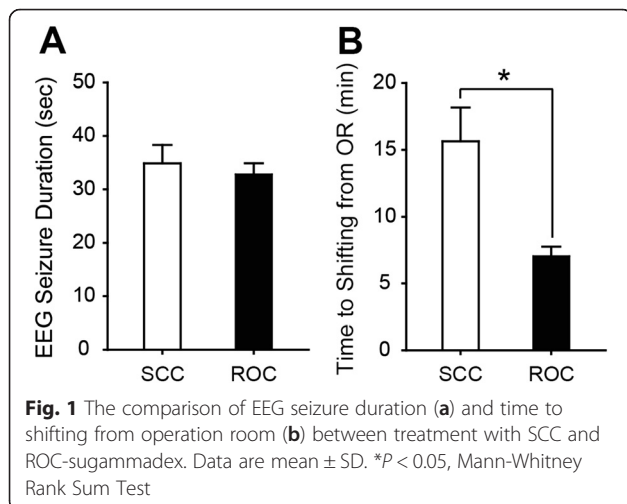 A
B
EEG Seizure Duration (sec)
50
40
30
20
10
0
SCC
ROC
Time to Shifting from OR (min)
20
15
10
5
0
*
SCC
ROC
Fig. 1 The comparison of EEG seizure duration (a) and time to
shifting from operation room (b) between treatment with SCC and
ROC-sugammadex. Data are mean ± SD. *P < 0.05, Mann-Whitney
Rank Sum Test